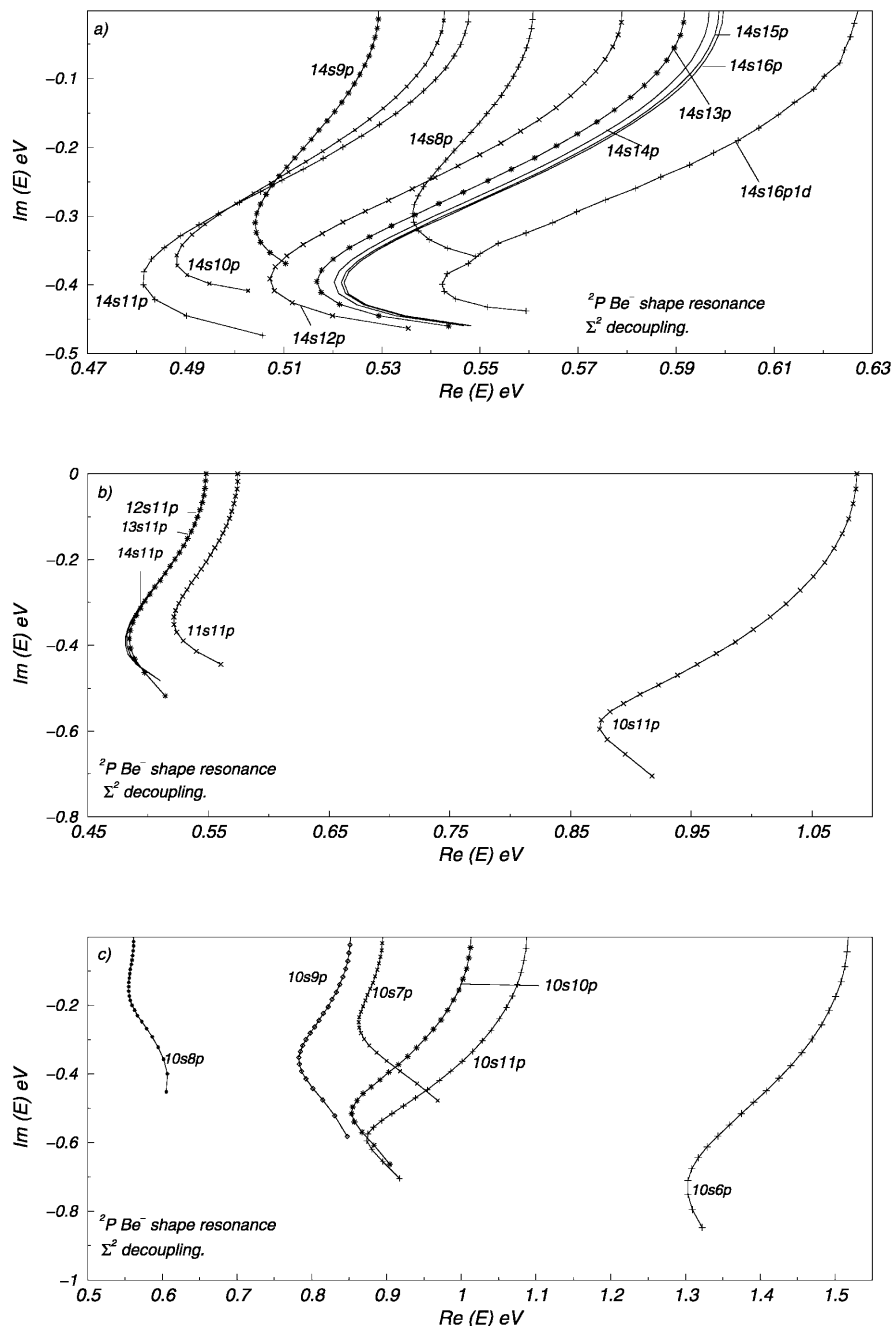 a)
14s9p
14s15p
14s16p
14s13p
14s8p
14s14p
14s16p1d
14s10p
14s11p
14s12p
²P Be⁻ shape resonance
Σ² decoupling.
−0.1
−0.2
−0.3
−0.4
−0.5
Im (E) eV
0.47 0.49 0.51 0.53 0.55 0.57 0.59 0.61 0.63
Re (E) eV
b)
12s11p
13s11p
14s11p
11s11p
10s11p
²P Be⁻ shape resonance
Σ² decoupling.
0
−0.2
−0.4
−0.6
−0.8
Im (E) eV
0.45 0.55 0.65 0.75 0.85 0.95 1.05
Re (E) eV
c)
10s9p
10s7p
10s10p
10s8p
10s11p
10s6p
²P Be⁻ shape resonance
Σ² decoupling.
−0.2
−0.4
−0.6
−0.8
−1
Im (E) eV
0.5 0.6 0.7 0.8 0.9 1 1.1 1.2 1.3 1.4 1.5
Re (E) eV